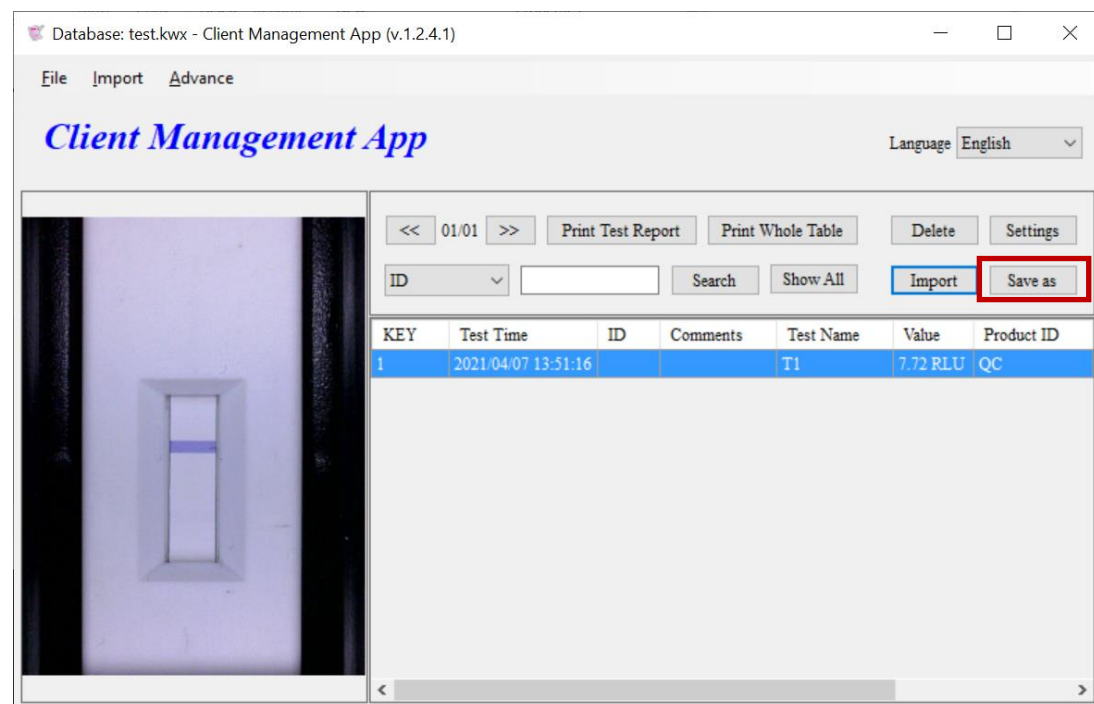 Database: test.kwx - Client Management App (v.1.2.4.1)
File Import Advance
Client Management App
Language English
<< 01/01 >> Print Test Report Print Whole Table Delete Settings
ID Search Show All Import Save as
KEY Test Time ID Comments Test Name Value Product ID
1 2021/04/07 13:51:16 T1 7.72 RLU QC